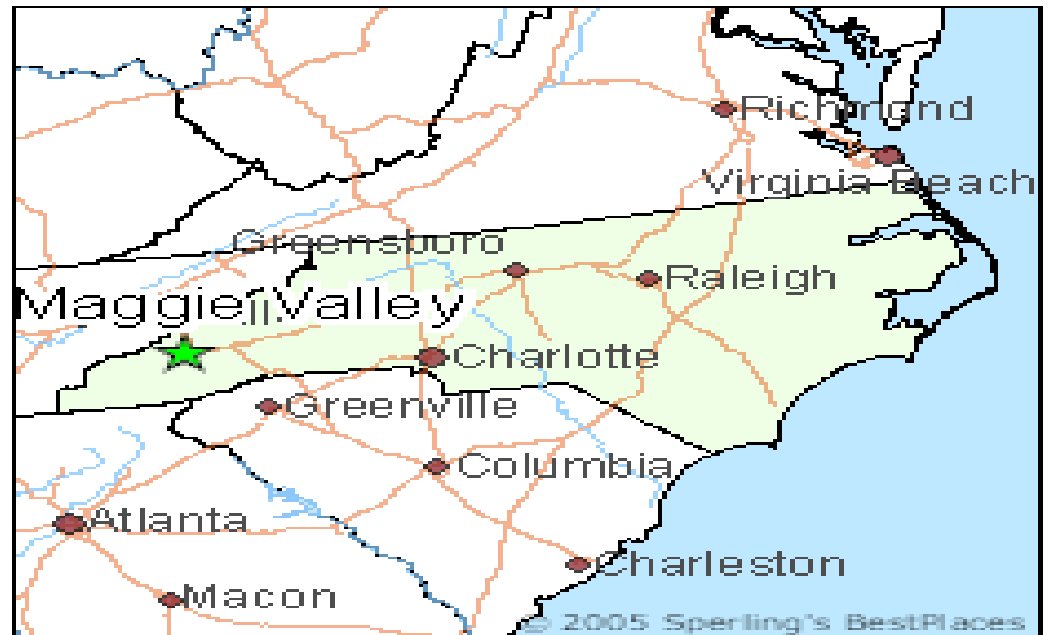 Richmond
Virginia Beach
Greensboro
Raleigh
Maggie Valley
Charlotte
Greenville
Columbia
Atlanta
Charleston
Macon
© 2005 Sperling's BestPlaces